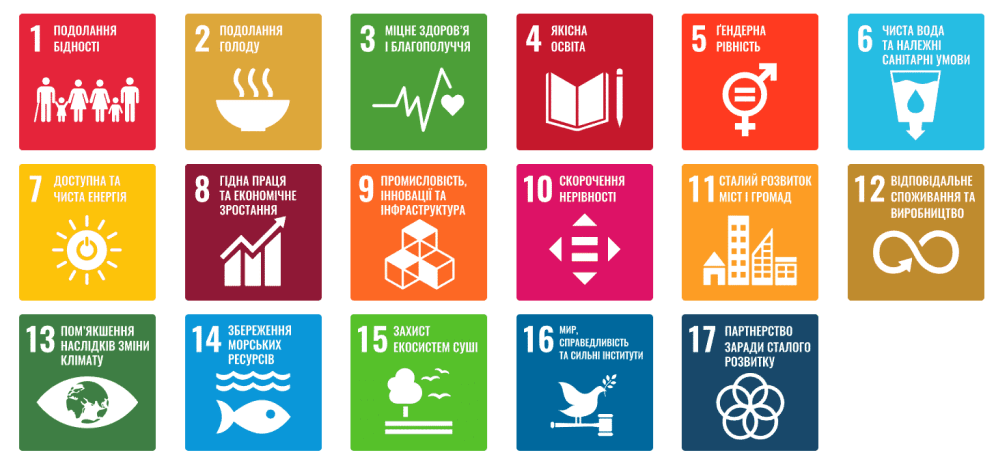 1 ПОДОЛАННЯ
БІДНОСТІ
2 ПОДОЛАННЯ
ГОЛОДУ
3 МІЦНЕ ЗДОРОВ'Я
І БЛАГОПОЛУЧЧЯ
4 ЯКІСНА
ОСВІТА
5 ҐЕНДЕРНА
РІВНІСТЬ
6 ЧИСТА ВОДА
ТА НАЛЕЖНІ
САНІТАРНІ УМОВИ
7 ДОСТУПНА ТА
ЧИСТА ЕНЕРГІЯ
8 ГІДНА ПРАЦЯ
ТА ЕКОНОМІЧНЕ
ЗРОСТАННЯ
9 ПРОМИСЛОВІСТЬ,
ІННОВАЦІЇ ТА
ІНФРАСТРУКТУРА
10 СКОРОЧЕННЯ
НЕРІВНОСТІ
11 СТАЛИЙ РОЗВИТОК
МІСТ І ГРОМАД
12 ВІДПОВІДАЛЬНЕ
СПОЖИВАННЯ ТА
ВИРОБНИЦТВО
13 ПОМ'ЯКШЕННЯ
НАСЛІДКІВ ЗМІНИ
КЛІМАТУ
14 ЗБЕРЕЖЕННЯ
МОРСЬКИХ
РЕСУРСІВ
15 ЗАХИСТ
ЕКОСИСТЕМ СУШІ
16 МИР,
СПРАВЕДЛИВІСТЬ
ТА СИЛЬНІ ІНСТИТУТИ
17 ПАРТНЕРСТВО
ЗАРАДИ СТАЛОГО
РОЗВИТКУ